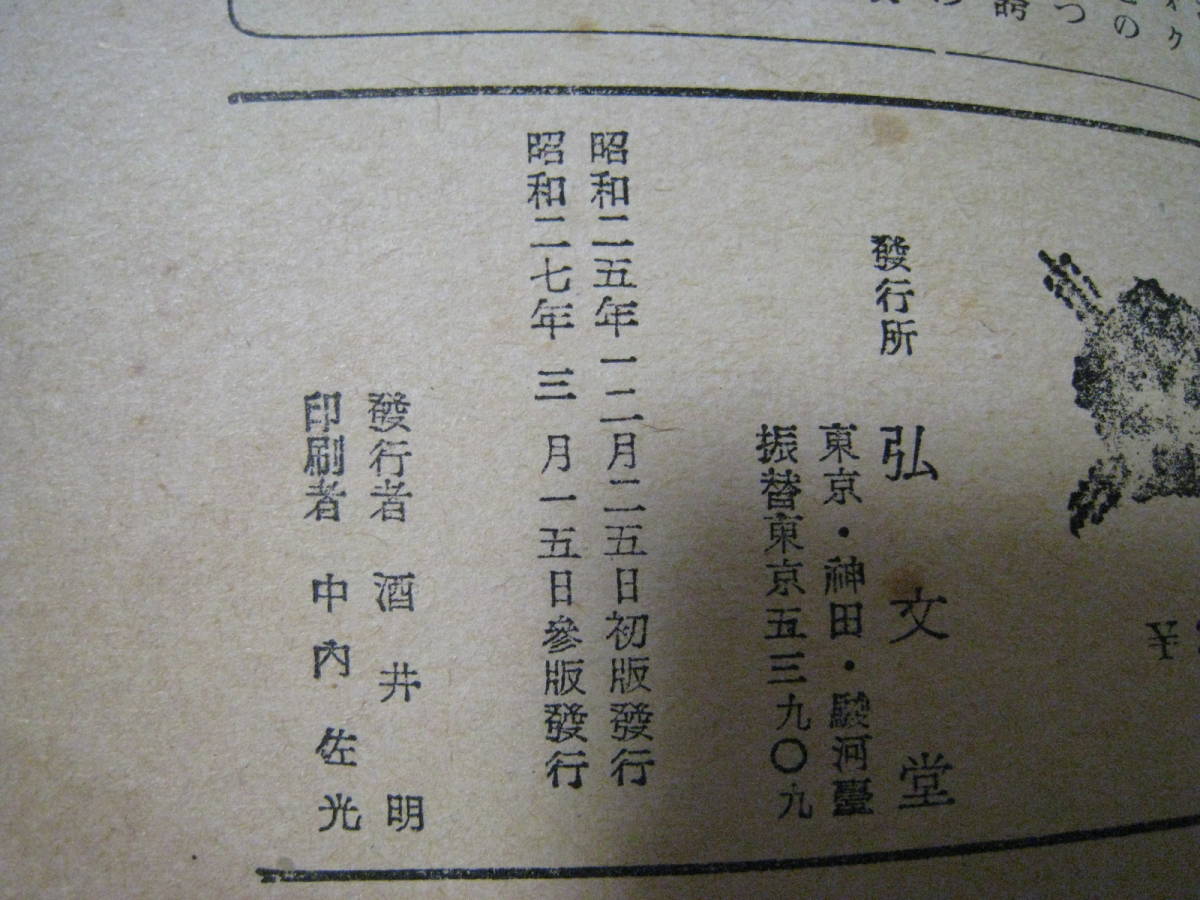 發行所 弘文堂
東京・神田・駿河臺
振替東京五三九〇九
昭和二五年一二月二五日初版發行
昭和二七年三月一五日參版發行
發行者 酒井明
印刷者 中内佐光